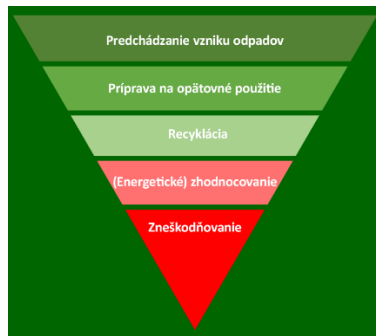 Predchádzanie vzniku odpadov
Príprava na opätovné použitie
Recyklácia
(Energetické) zhodnocovanie
Zneškodňovanie